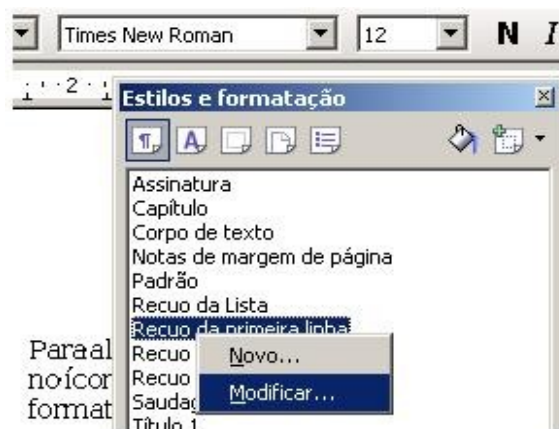 Times New Roman 12 N I
2
Estilos e formatação
Assinatura
Capítulo
Corpo de texto
Notas de margem de página
Padrão
Recuo da Lista
Recuo da primeira linha
Recuo
Recuo
Título 1
Novo...
Modificar...
Para al
no ícor
format